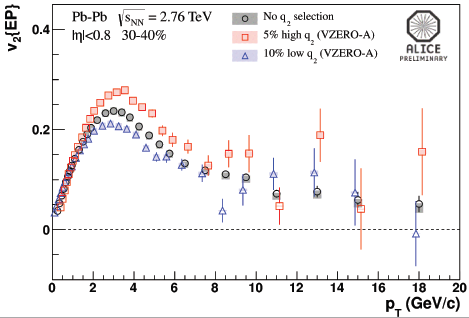 v2{EP}
0.4
0.2
0
Pb-Pb √sNN = 2.76 TeV
|η|<0.8 30-40%
No q2 selection
5% high q2 (VZERO-A)
10% low q2 (VZERO-A)
ALICE
PRELIMINARY
0 2 4 6 8 10 12 14 16 18 20
pT (GeV/c)